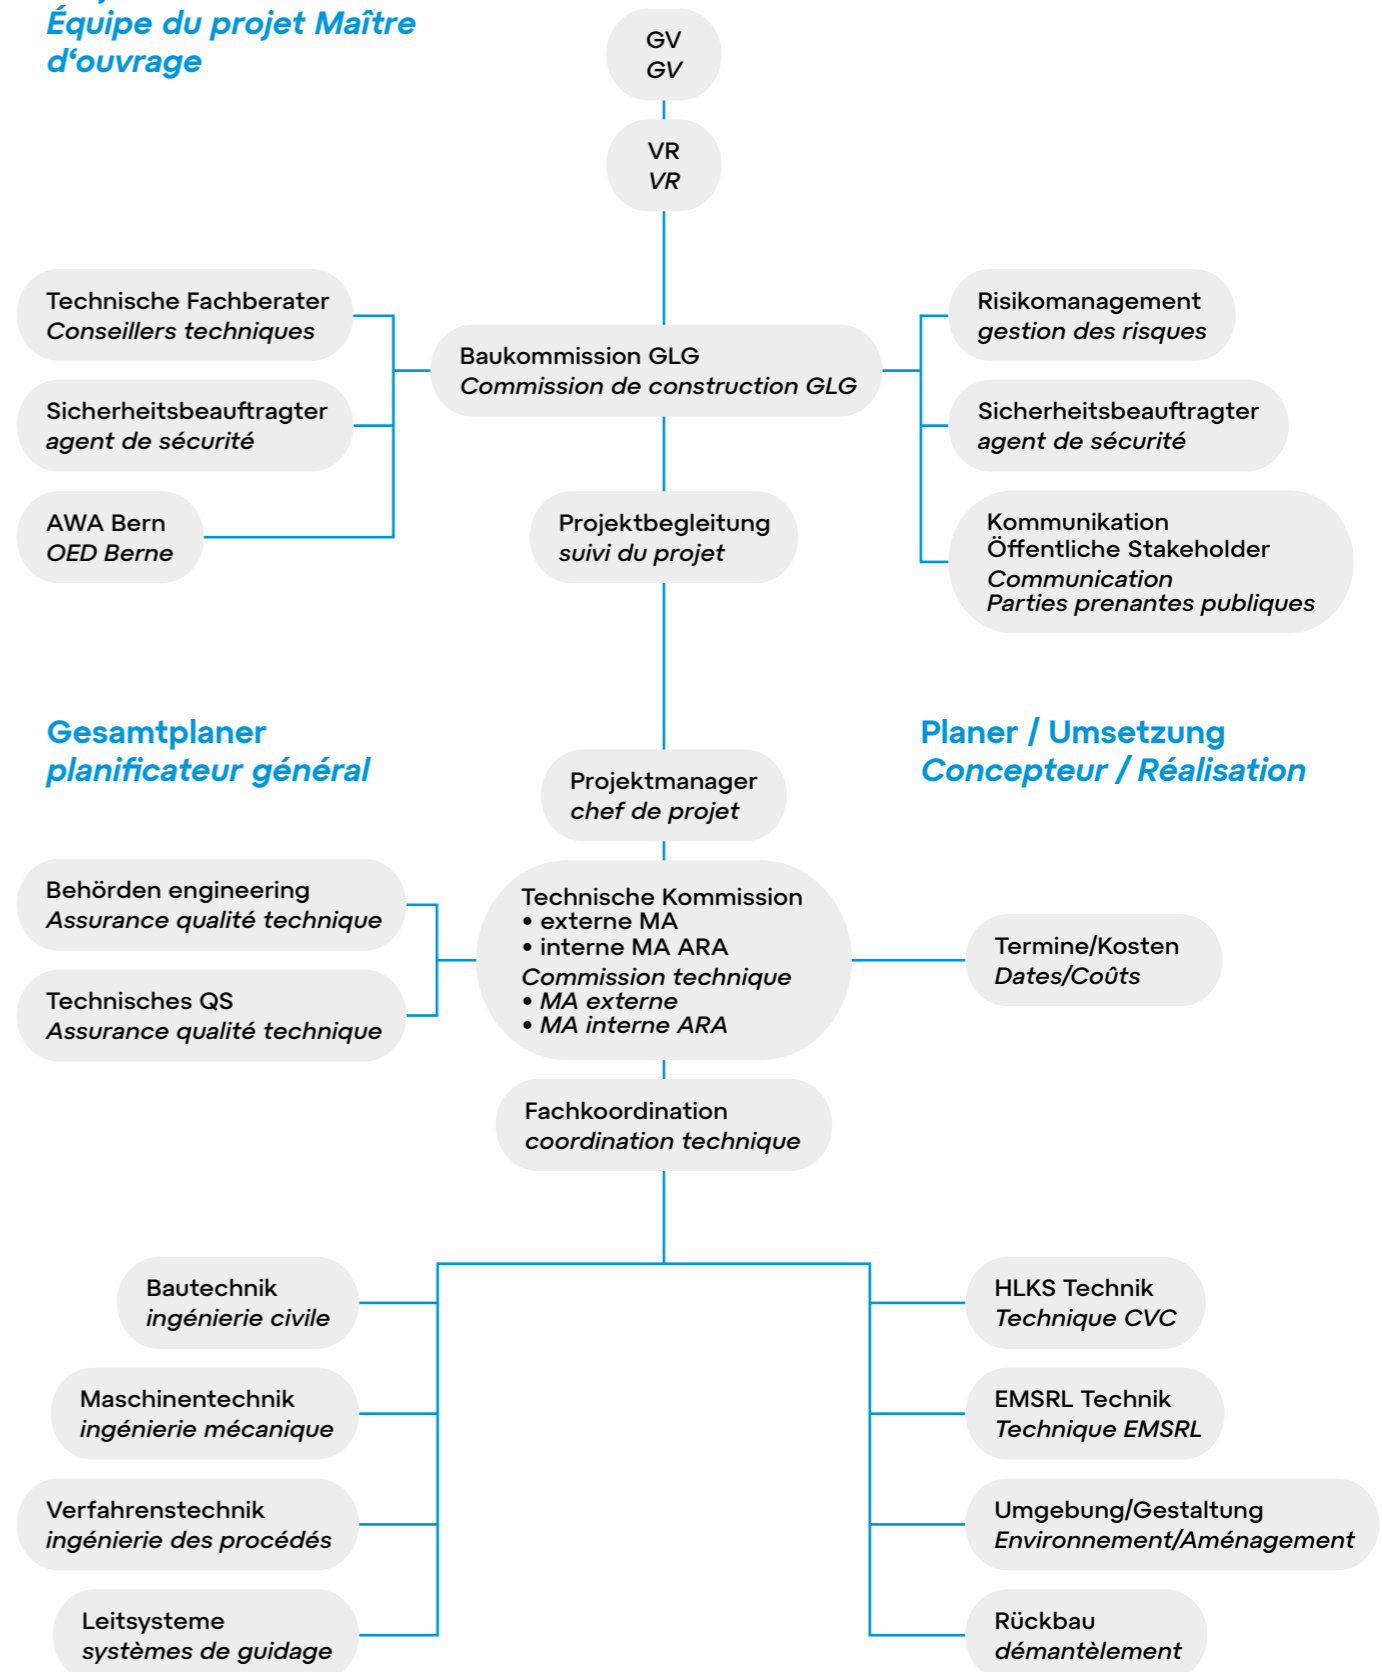 Équipe du projet Maître
d‘ouvrage
GV
GV
VR
VR
Technische Fachberater
Conseillers techniques
Sicherheitsbeauftragter
agent de sécurité
AWA Bern
OED Berne
Baukommission GLG
Commission de construction GLG
Projektbegleitung
suivi du projet
Risikomanagement
gestion des risques
Sicherheitsbeauftragter
agent de sécurité
Kommunikation
Öffentliche Stakeholder
Communication
Parties prenantes publiques
Gesamtplaner
planificateur général
Planer / Umsetzung
Concepteur / Réalisation
Projektmanager
chef de projet
Behörden engineering
Assurance qualité technique
Technisches QS
Assurance qualité technique
Technische Kommission
• externe MA
• interne MA ARA
Commission technique
• MA externe
• MA interne ARA
Termine/Kosten
Dates/Coûts
Fachkoordination
coordination technique
Bautechnik
ingénierie civile
Maschinentechnik
ingénierie mécanique
Verfahrenstechnik
ingénierie des procédés
Leitsysteme
systèmes de guidage
HLKS Technik
Technique CVC
EMSRL Technik
Technique EMSRL
Umgebung/Gestaltung
Environnement/Aménagement
Rückbau
démantèlement